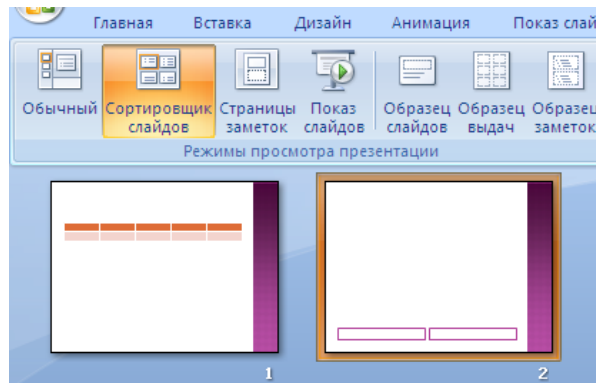 Главная Вставка Дизайн Анимация Показ слай
Обычный Сортировщик слайдов Страницы заметок Показ слайдов Образец слайдов Образец выдач Образец заметок
Режимы просмотра презентации
1 2